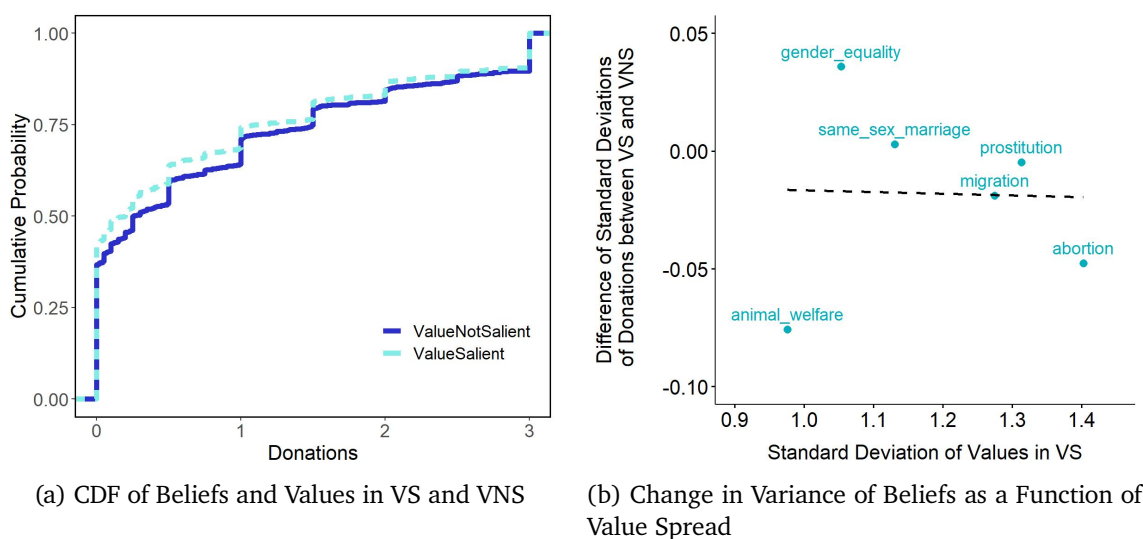 1.00
0.75
0.50
0.25
0.00
Cumulative Probability
0
1
2
3
Donations
ValueNotSalient
ValueSalient
(a) CDF of Beliefs and Values in VS and VNS
0.05
0.00
-0.05
-0.10
Difference of Standard Deviations
of Donations between VS and VNS
gender_equality
same_sex_marriage
prostitution
migration
abortion
animal_welfare
0.9
1.0
1.1
1.2
1.3
1.4
Standard Deviation of Values in VS
(b) Change in Variance of Beliefs as a Function of
Value Spread